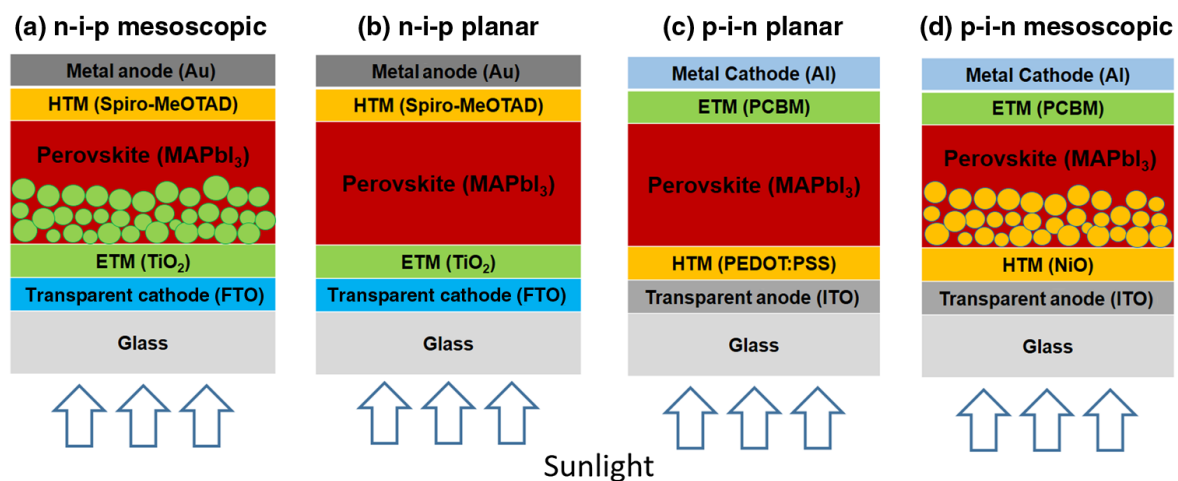 (a) n-i-p mesoscopic
Metal anode (Au)
HTM (Spiro-MeOTAD)
Perovskite (MAPbI₃)
ETM (TiO₂)
Transparent cathode (FTO)
Glass
(b) n-i-p planar
Metal anode (Au)
HTM (Spiro-MeOTAD)
Perovskite (MAPbI₃)
ETM (TiO₂)
Transparent cathode (FTO)
Glass
(c) p-i-n planar
Metal Cathode (Al)
ETM (PCBM)
Perovskite (MAPbI₃)
HTM (PEDOT:PSS)
Transparent anode (ITO)
Glass
(d) p-i-n mesoscopic
Metal Cathode (Al)
ETM (PCBM)
Perovskite (MAPbI₃)
HTM (NiO)
Transparent anode (ITO)
Glass
Sunlight